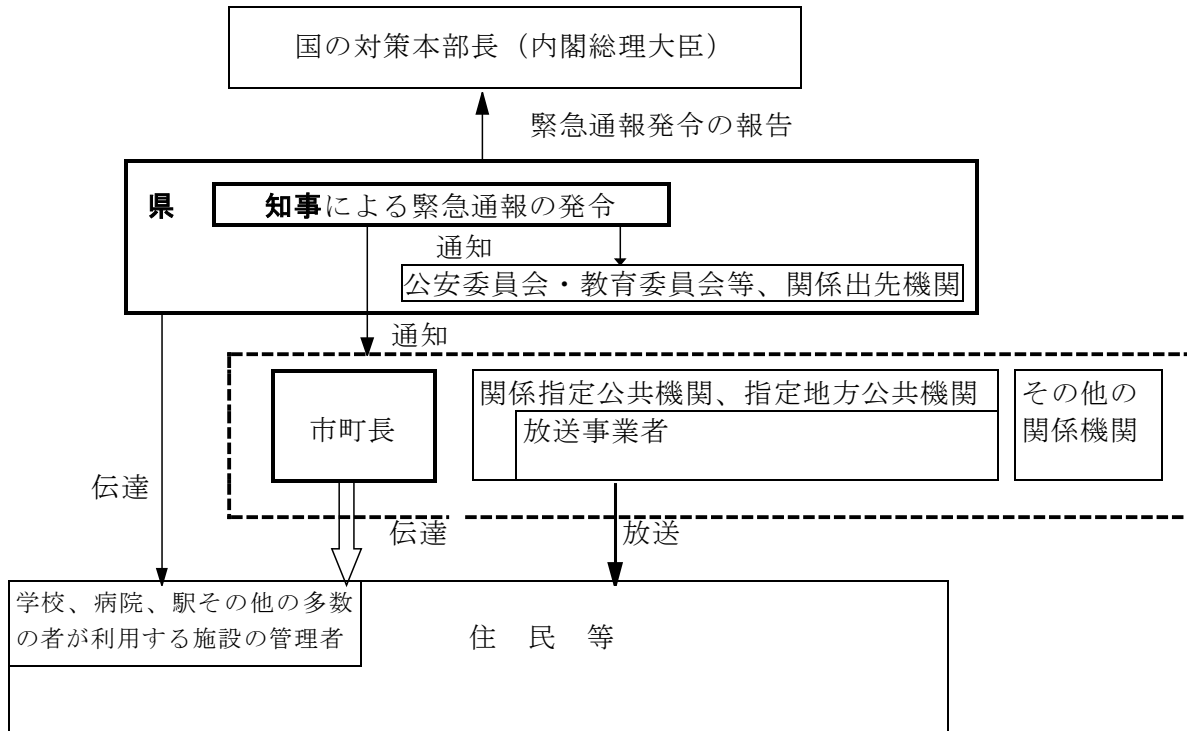 国の対策本部長（内閣総理大臣）
緊急通報発令の報告
県
知事による緊急通報の発令
通知
公安委員会・教育委員会等、関係出先機関
通知
市町長
関係指定公共機関、指定地方公共機関
放送事業者
その他の
関係機関
伝達
伝達
放送
学校、病院、駅その他の多数
の者が利用する施設の管理者
住 民 等